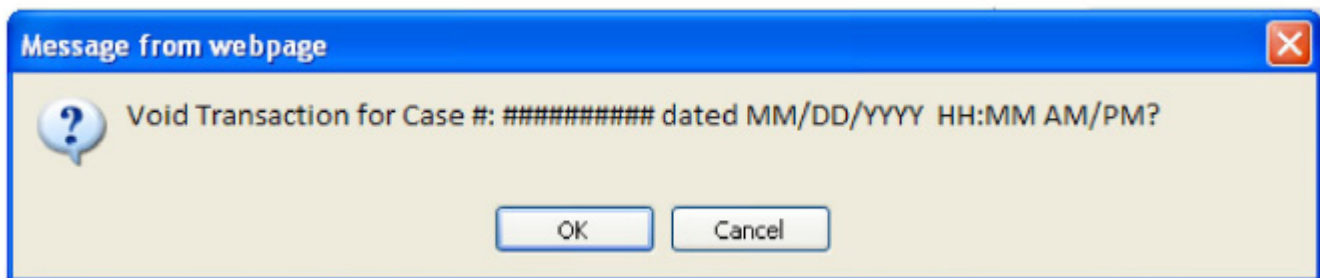 Message from webpage
Void Transaction for Case #: ########## dated MM/DD/YYYY HH:MM AM/PM?
OK
Cancel